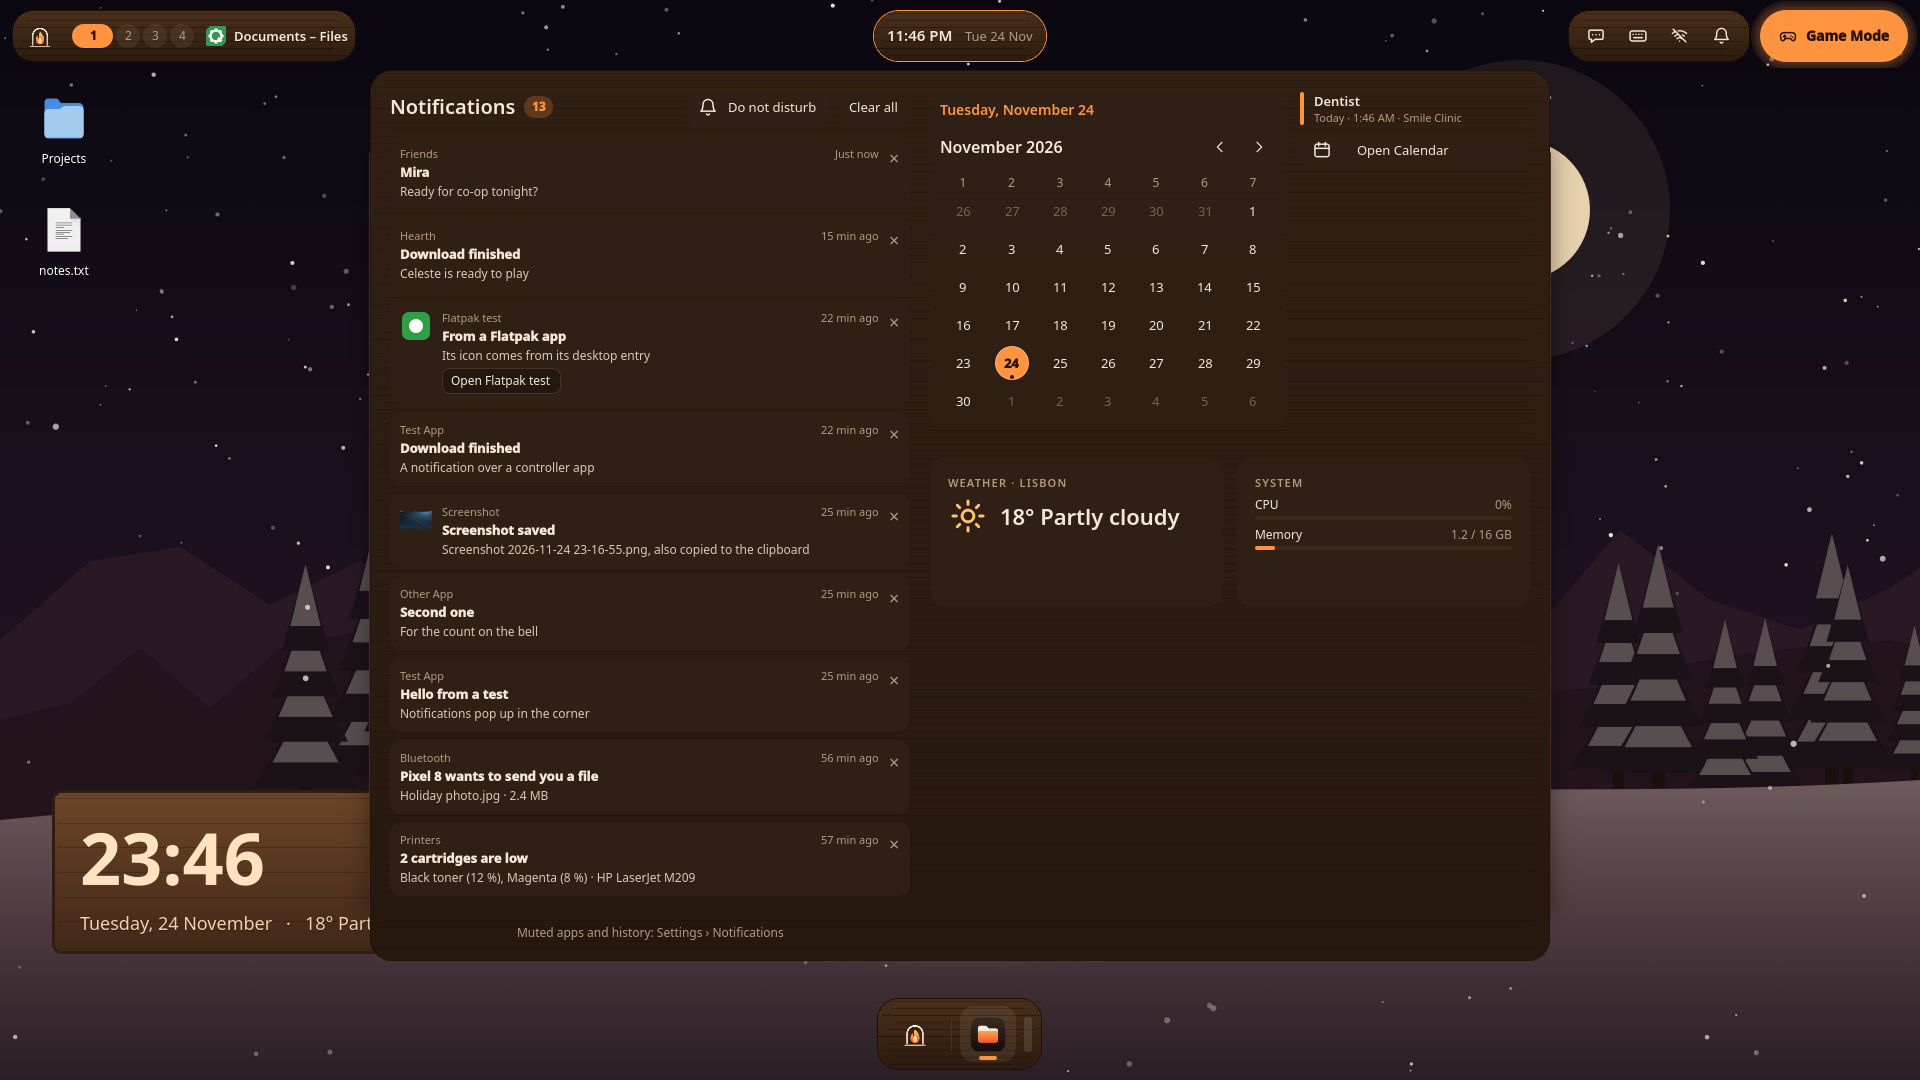 1 2 3 4 Documents – Files
11:46 PM Tue 24 Nov
Game Mode
Projects
notes.txt
Notifications 13 Do not disturb Clear all
Friends Just now
Mira
Ready for co-op tonight?
Hearth 15 min ago
Download finished
Celeste is ready to play
Flatpak test 22 min ago
From a Flatpak app
Its icon comes from its desktop entry
Open Flatpak test
Test App 22 min ago
Download finished
A notification over a controller app
Screenshot 25 min ago
Screenshot saved
Screenshot 2026-11-24 23-16-55.png, also copied to the clipboard
Other App 25 min ago
Second one
For the count on the bell
Test App 25 min ago
Hello from a test
Notifications pop up in the corner
Bluetooth 56 min ago
Pixel 8 wants to send you a file
Holiday photo.jpg · 2.4 MB
Printers 57 min ago
2 cartridges are low
Black toner (12 %), Magenta (8 %) · HP LaserJet M209
Muted apps and history: Settings › Notifications
Tuesday, November 24
November 2026
1 2 3 4 5 6 7
26 27 28 29 30 31 1
2 3 4 5 6 7 8
9 10 11 12 13 14 15
16 17 18 19 20 21 22
23 24 25 26 27 28 29
30 1 2 3 4 5 6
Dentist
Today · 1:46 AM · Smile Clinic
Open Calendar
WEATHER · LISBON
18° Partly cloudy
SYSTEM
CPU 0%
Memory 1.2 / 16 GB
23:46
Tuesday, 24 November · 18° Part